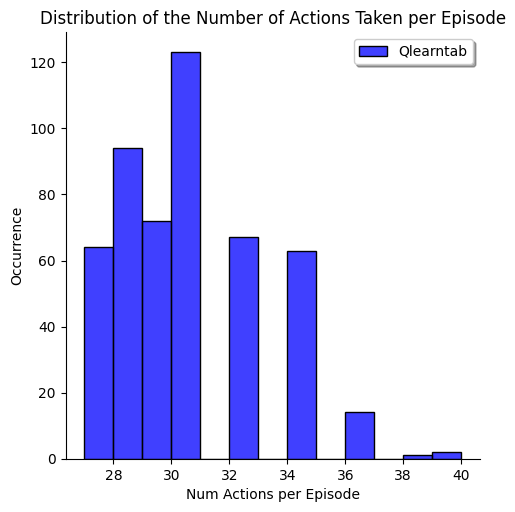 Distribution of the Number of Actions Taken per Episode
Qlearntab
120
100
80
60
40
20
0
Occurrence
28 30 32 34 36 38 40
Num Actions per Episode